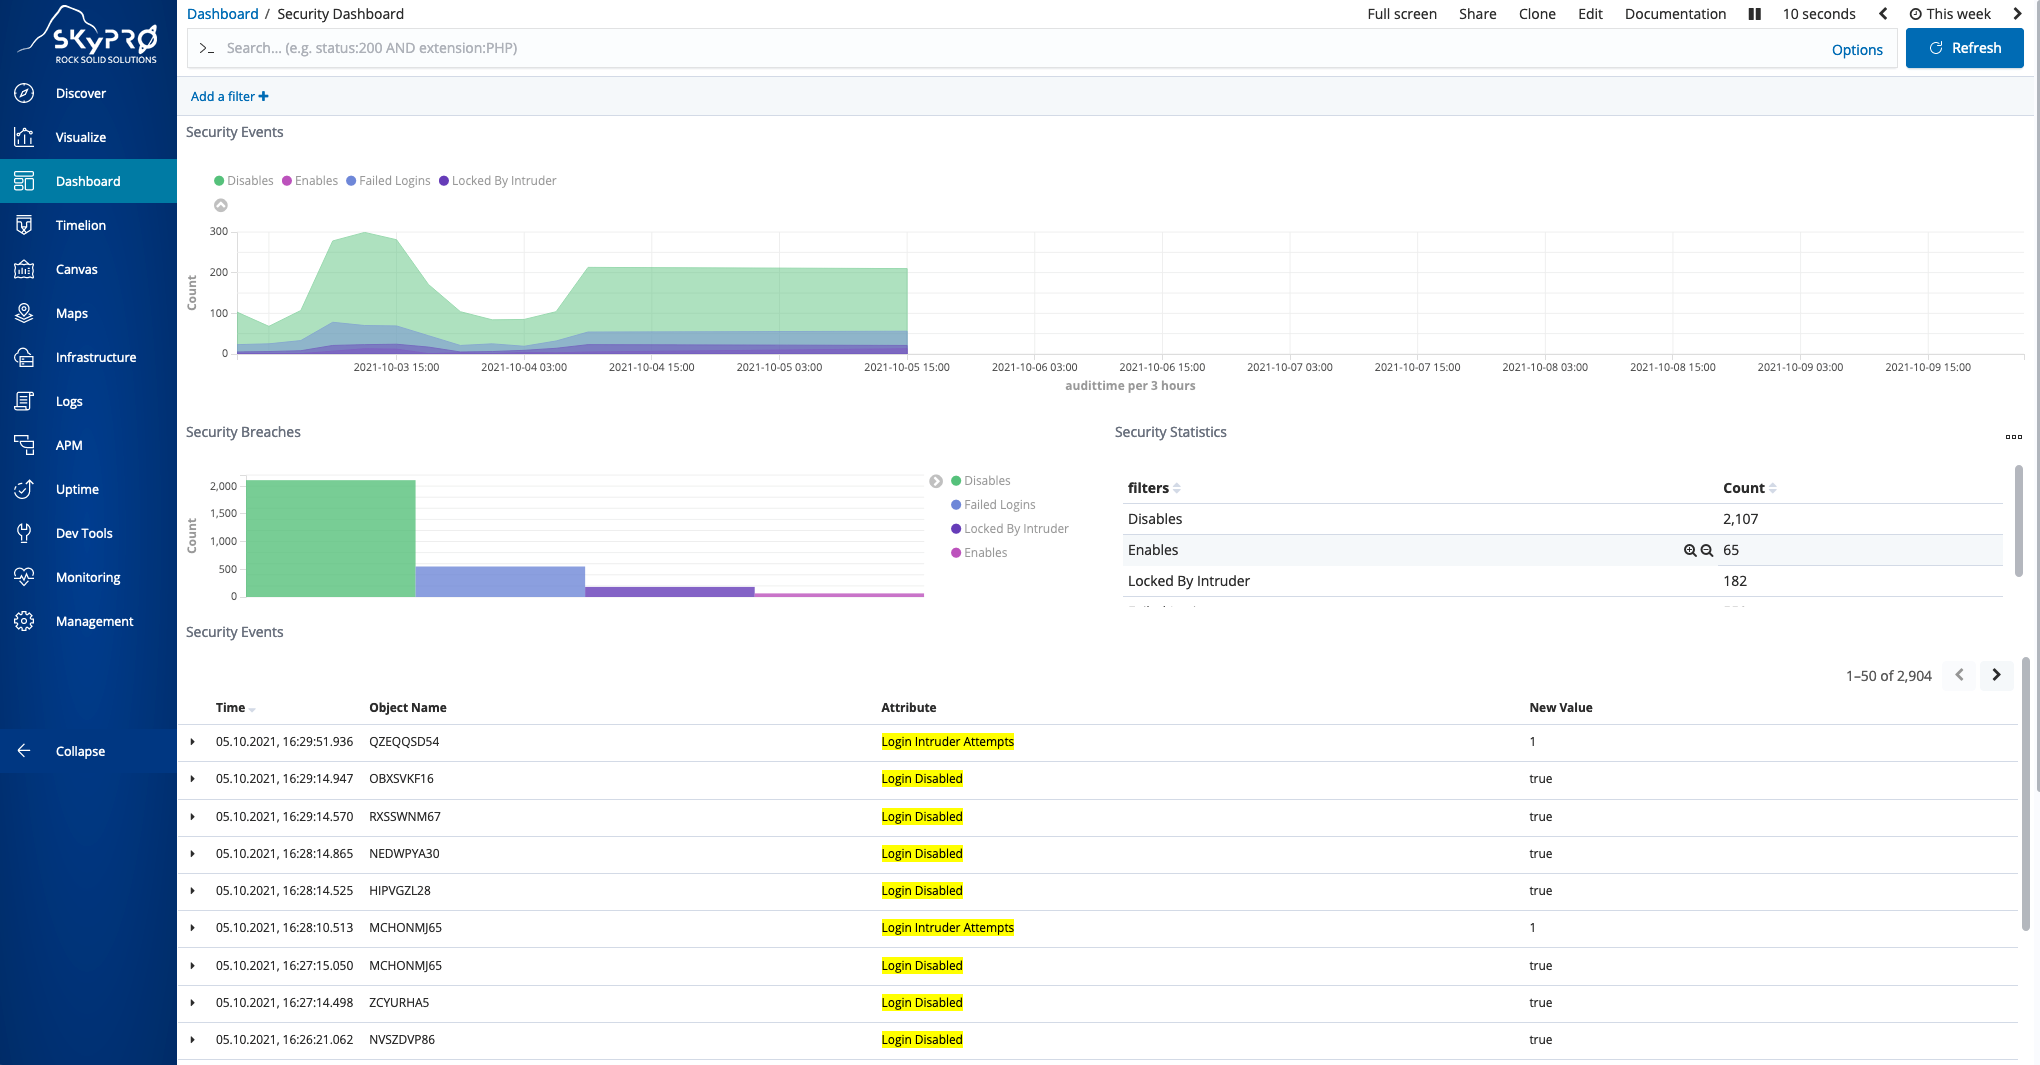 SKYPRO
ROCK SOLID SOLUTIONS
Discover
Visualize
Dashboard
Timelion
Canvas
Maps
Infrastructure
Logs
APM
Uptime
Dev Tools
Monitoring
Management
Collapse
Dashboard / Security Dashboard
Full screen Share Clone Edit Documentation 10 seconds This week
>_ Search... (e.g. status:200 AND extension:PHP)
Options
Refresh
Add a filter +
Security Events
Disables Enables Failed Logins Locked By Intruder
300
200
100
0
Count
2021-10-03 15:00 2021-10-04 03:00 2021-10-04 15:00 2021-10-05 03:00 2021-10-05 15:00 2021-10-06 03:00 2021-10-06 15:00 2021-10-07 03:00 2021-10-07 15:00 2021-10-08 03:00 2021-10-08 15:00 2021-10-09 03:00 2021-10-09 15:00
audittime per 3 hours
Security Breaches
2,000
1,500
1,000
500
0
Count
Disables
Failed Logins
Locked By Intruder
Enables
Security Statistics
filters Count
Disables 2,107
Enables 65
Locked By Intruder 182
Security Events
1–50 of 2,904
Time Object Name Attribute New Value
05.10.2021, 16:29:51.936 QZEQQSD54 Login Intruder Attempts 1
05.10.2021, 16:29:14.947 OBXSVKF16 Login Disabled true
05.10.2021, 16:29:14.570 RXSSWNM67 Login Disabled true
05.10.2021, 16:28:14.865 NEDWPYA30 Login Disabled true
05.10.2021, 16:28:14.525 HIPVGZL28 Login Disabled true
05.10.2021, 16:28:10.513 MCHONMJ65 Login Intruder Attempts 1
05.10.2021, 16:27:15.050 MCHONMJ65 Login Disabled true
05.10.2021, 16:27:14.498 ZCYURHA5 Login Disabled true
05.10.2021, 16:26:21.062 NVSZDVP86 Login Disabled true